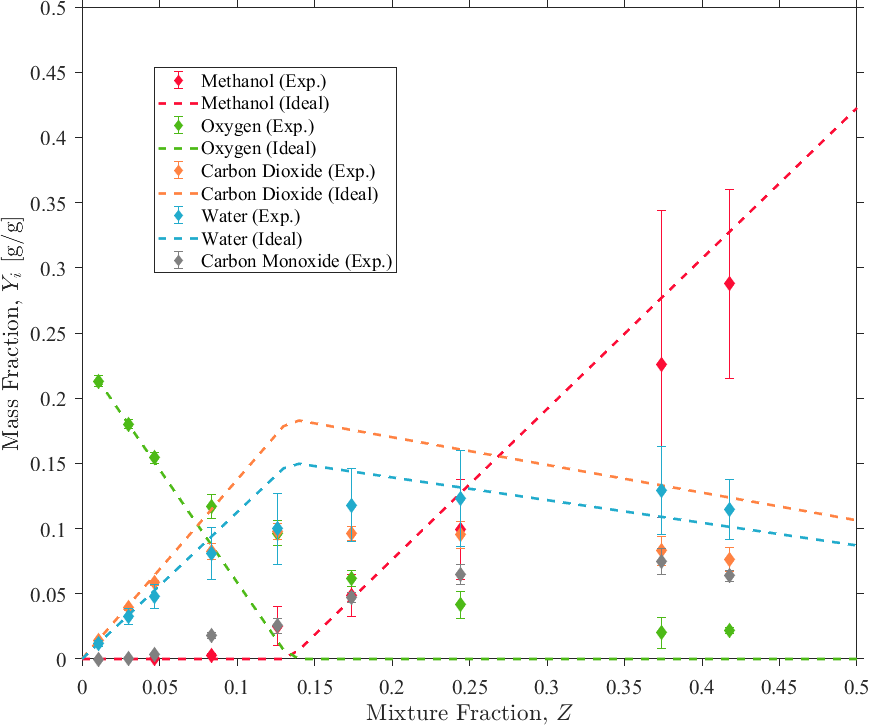 0.5
0.45
0.4
0.35
0.3
0.25
0.2
0.15
0.1
0.05
0
Mass Fraction, Yᵢ [g/g]
Methanol (Exp.)
Methanol (Ideal)
Oxygen (Exp.)
Oxygen (Ideal)
Carbon Dioxide (Exp.)
Carbon Dioxide (Ideal)
Water (Exp.)
Water (Ideal)
Carbon Monoxide (Exp.)
0 0.05 0.1 0.15 0.2 0.25 0.3 0.35 0.4 0.45 0.5
Mixture Fraction, Z